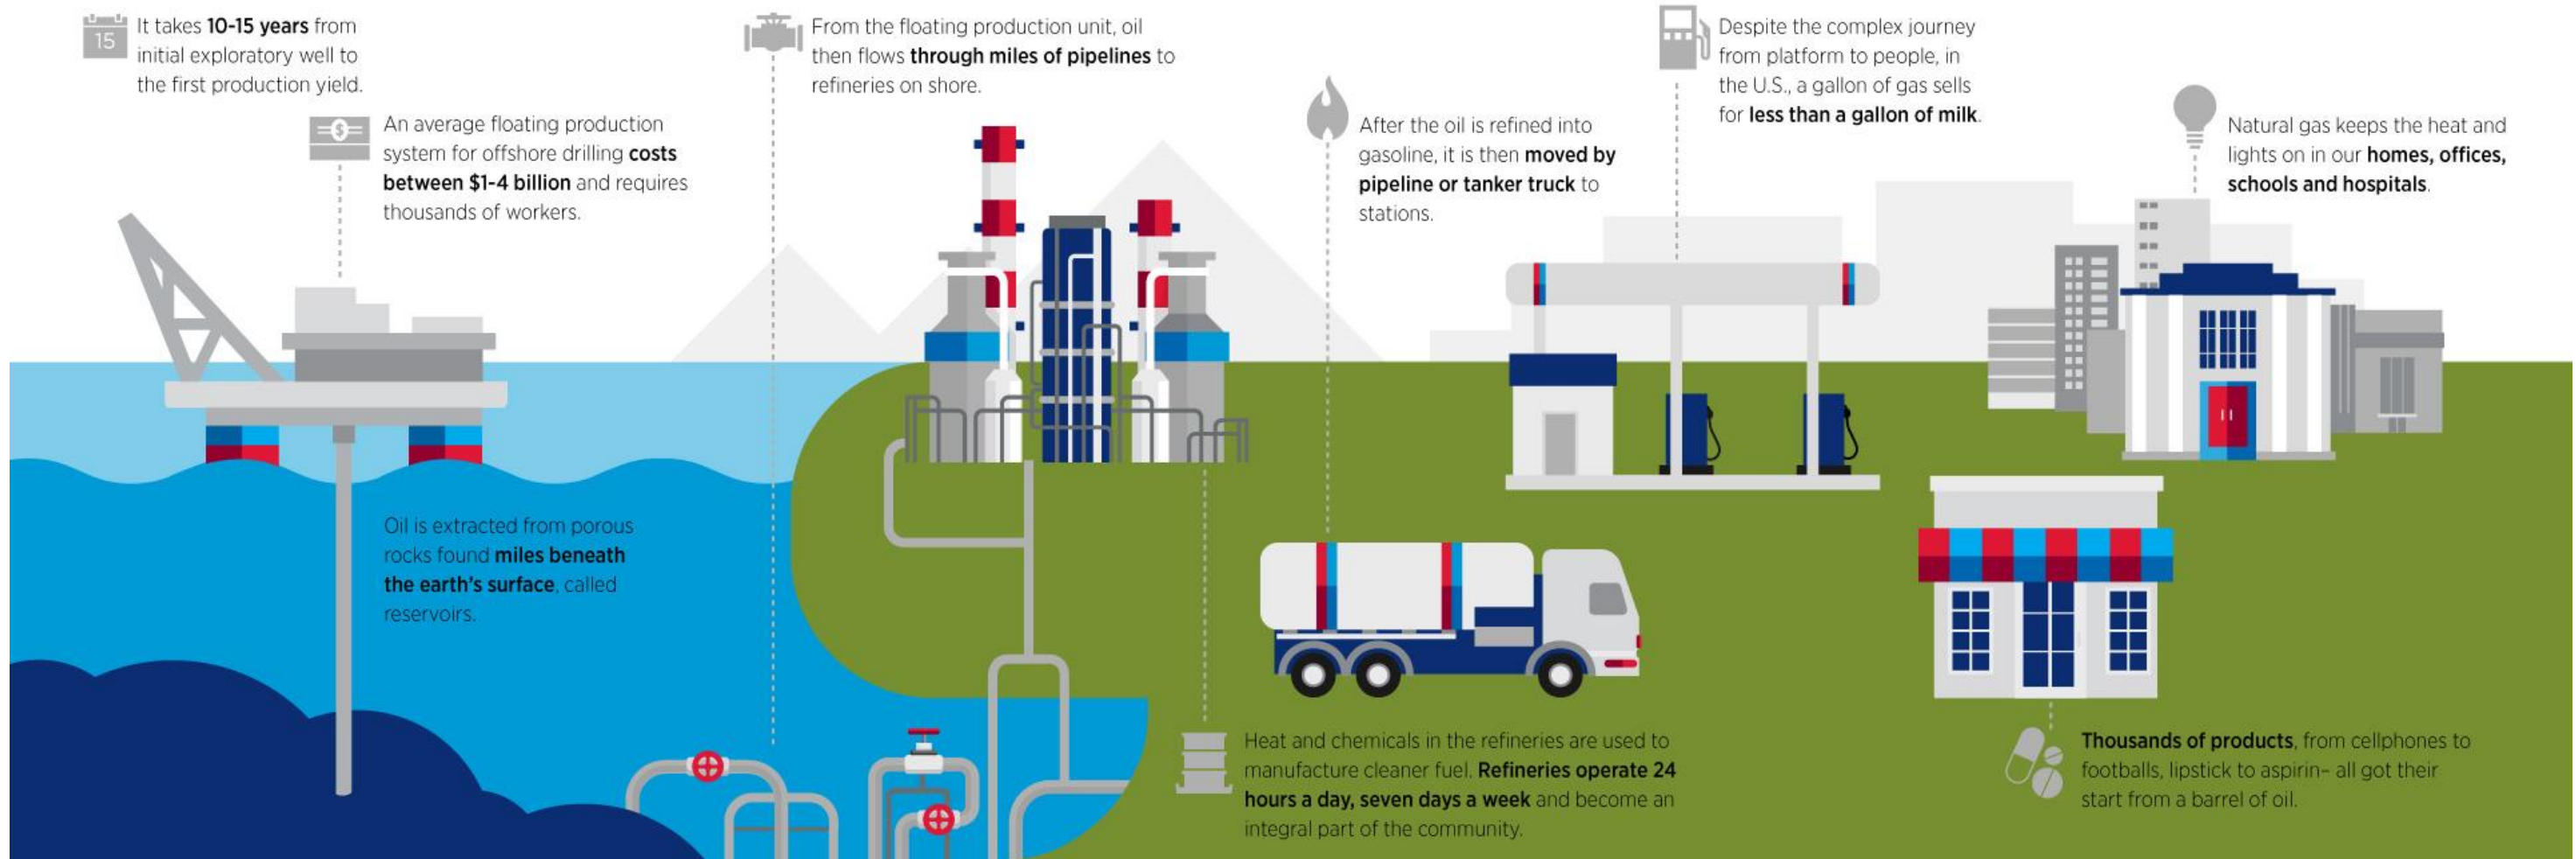 15
It takes 10-15 years from
initial exploratory well to
the first production yield.
An average floating production
system for offshore drilling costs
between $1-4 billion and requires
thousands of workers.
Oil is extracted from porous
rocks found miles beneath
the earth's surface, called
reservoirs.
From the floating production unit, oil
then flows through miles of pipelines to
refineries on shore.
Heat and chemicals in the refineries are used to
manufacture cleaner fuel. Refineries operate 24
hours a day, seven days a week and become an
integral part of the community.
After the oil is refined into
gasoline, it is then moved by
pipeline or tanker truck to
stations.
Despite the complex journey
from platform to people, in
the U.S., a gallon of gas sells
for less than a gallon of milk.
Natural gas keeps the heat and
lights on in our homes, offices,
schools and hospitals.
Thousands of products, from cellphones to
footballs, lipstick to aspirin– all got their
start from a barrel of oil.